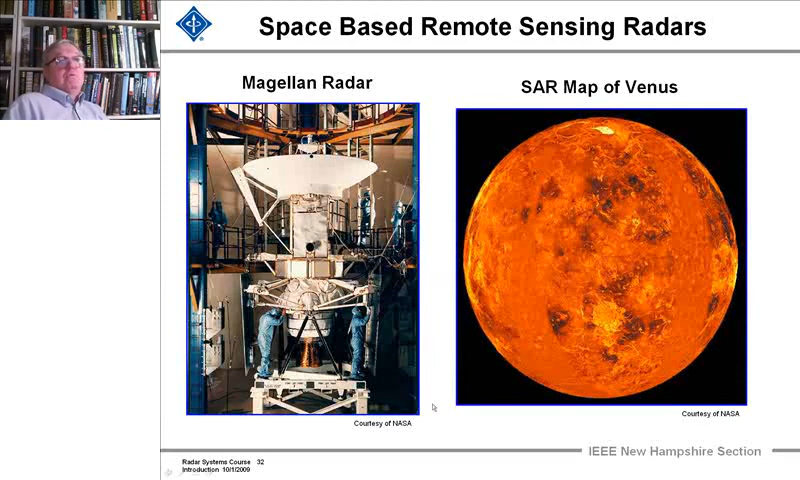 Space Based Remote Sensing Radars
Magellan Radar
SAR Map of Venus
Courtesy of NASA
Courtesy of NASA
IEEE New Hampshire Section
Radar Systems Course 32
Introduction 10/1/2009